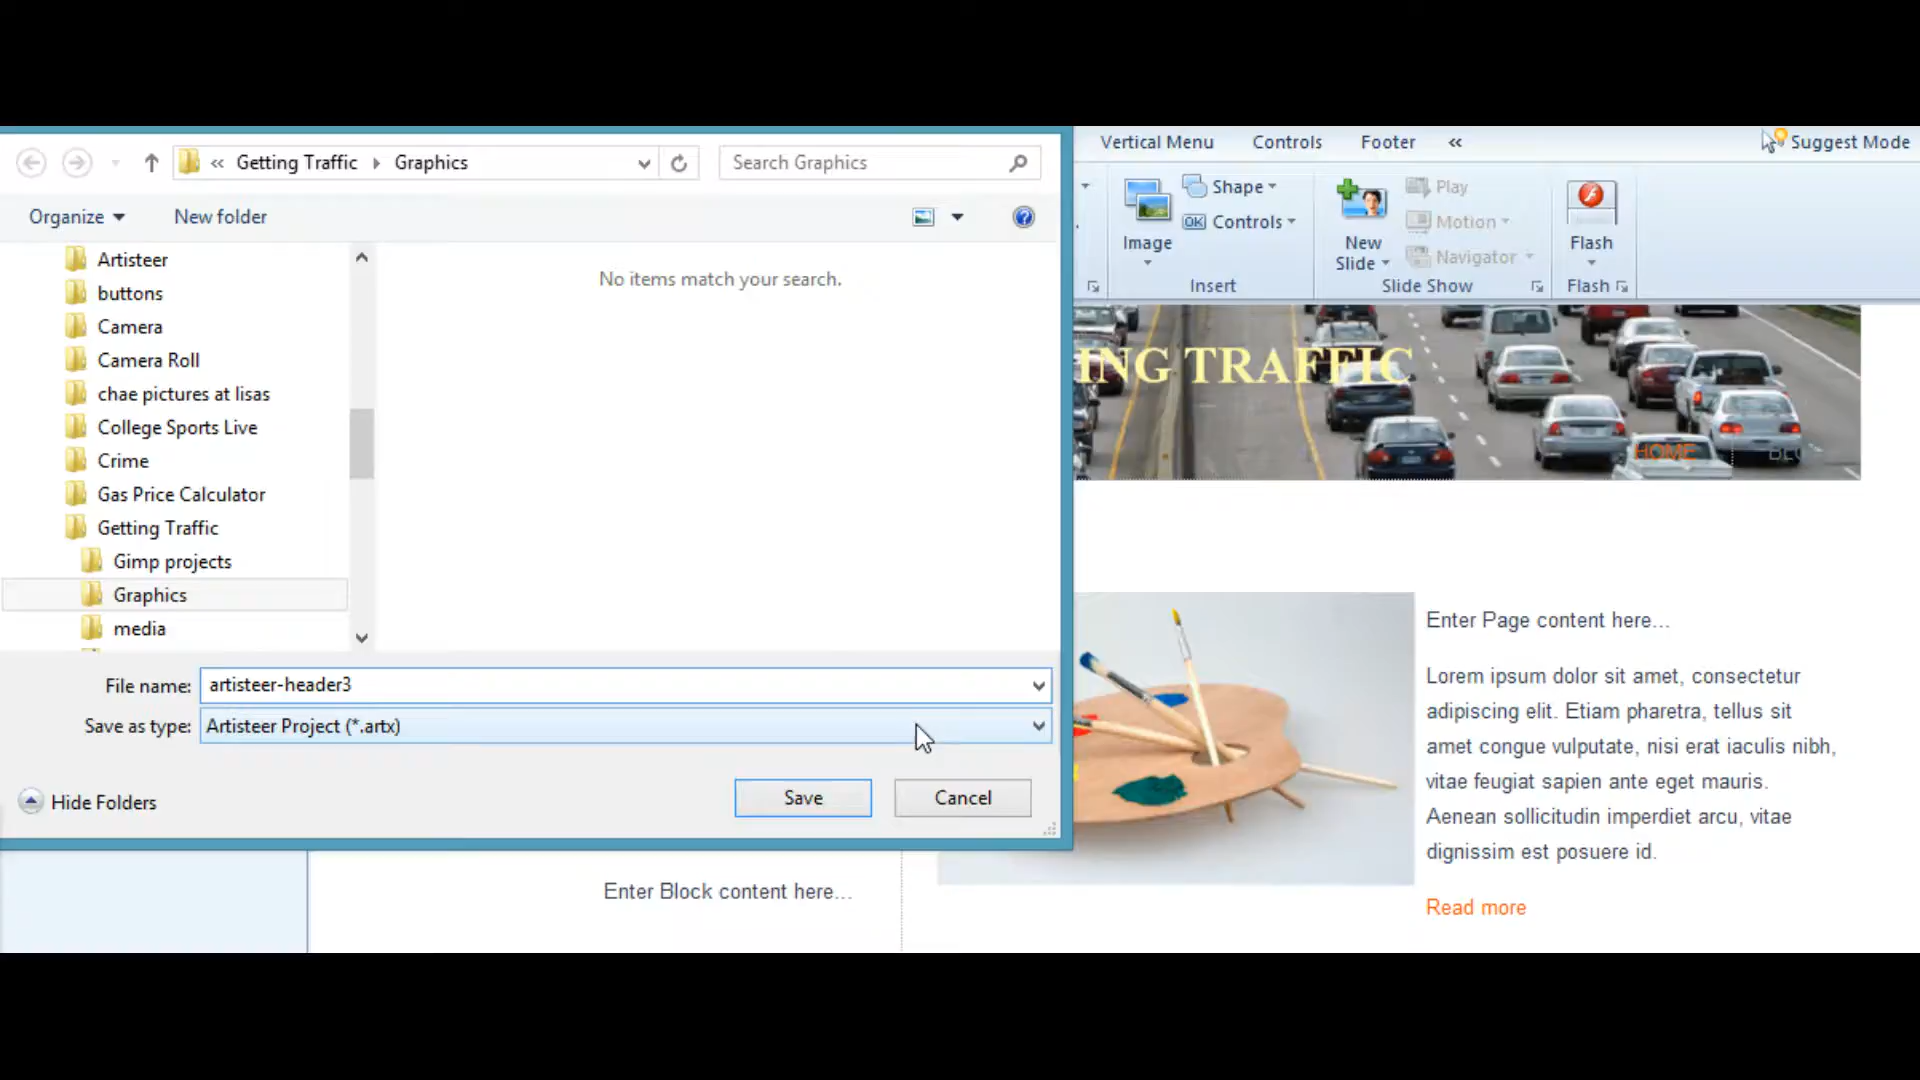 Getting Traffic Graphics
Search Graphics
Organize
New folder
Artisteer
buttons
Camera
Camera Roll
chae pictures at lisas
College Sports Live
Crime
Gas Price Calculator
Getting Traffic
Gimp projects
Graphics
media
No items match your search.
File name: artisteer-header3
Save as type: Artisteer Project (*.artx)
Hide Folders
Save
Cancel
Vertical Menu
Controls
Footer
Suggest Mode
Image
Shape
OK Controls
Insert
New
Slide
Play
Motion
Navigator
Slide Show
Flash
Flash
ING TRAFFIC
HOME
Enter Page content here...
Lorem ipsum dolor sit amet, consectetur
adipiscing elit. Etiam pharetra, tellus sit
amet congue vulputate, nisi erat iaculis nibh,
vitae feugiat sapien ante eget mauris.
Aenean sollicitudin imperdiet arcu, vitae
dignissim est posuere id.
Read more
Enter Block content here...